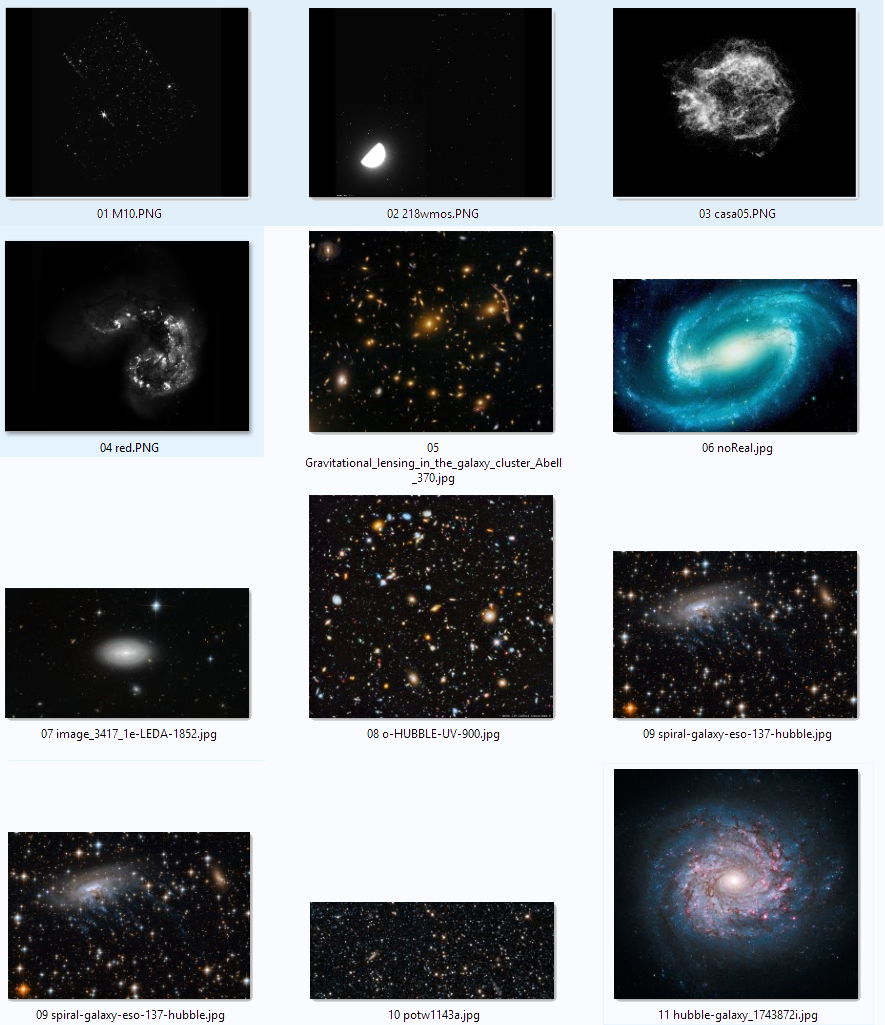 01 M10.PNG
02 218wmos.PNG
03 casa05.PNG
04 red.PNG
05
Gravitational_lensing_in_the_galaxy_cluster_Abell
_370.jpg
06 noReal.jpg
07 image_3417_1e-LEDA-1852.jpg
08 o-HUBBLE-UV-900.jpg
09 spiral-galaxy-eso-137-hubble.jpg
09 spiral-galaxy-eso-137-hubble.jpg
10 potw1143a.jpg
11 hubble-galaxy_1743872i.jpg